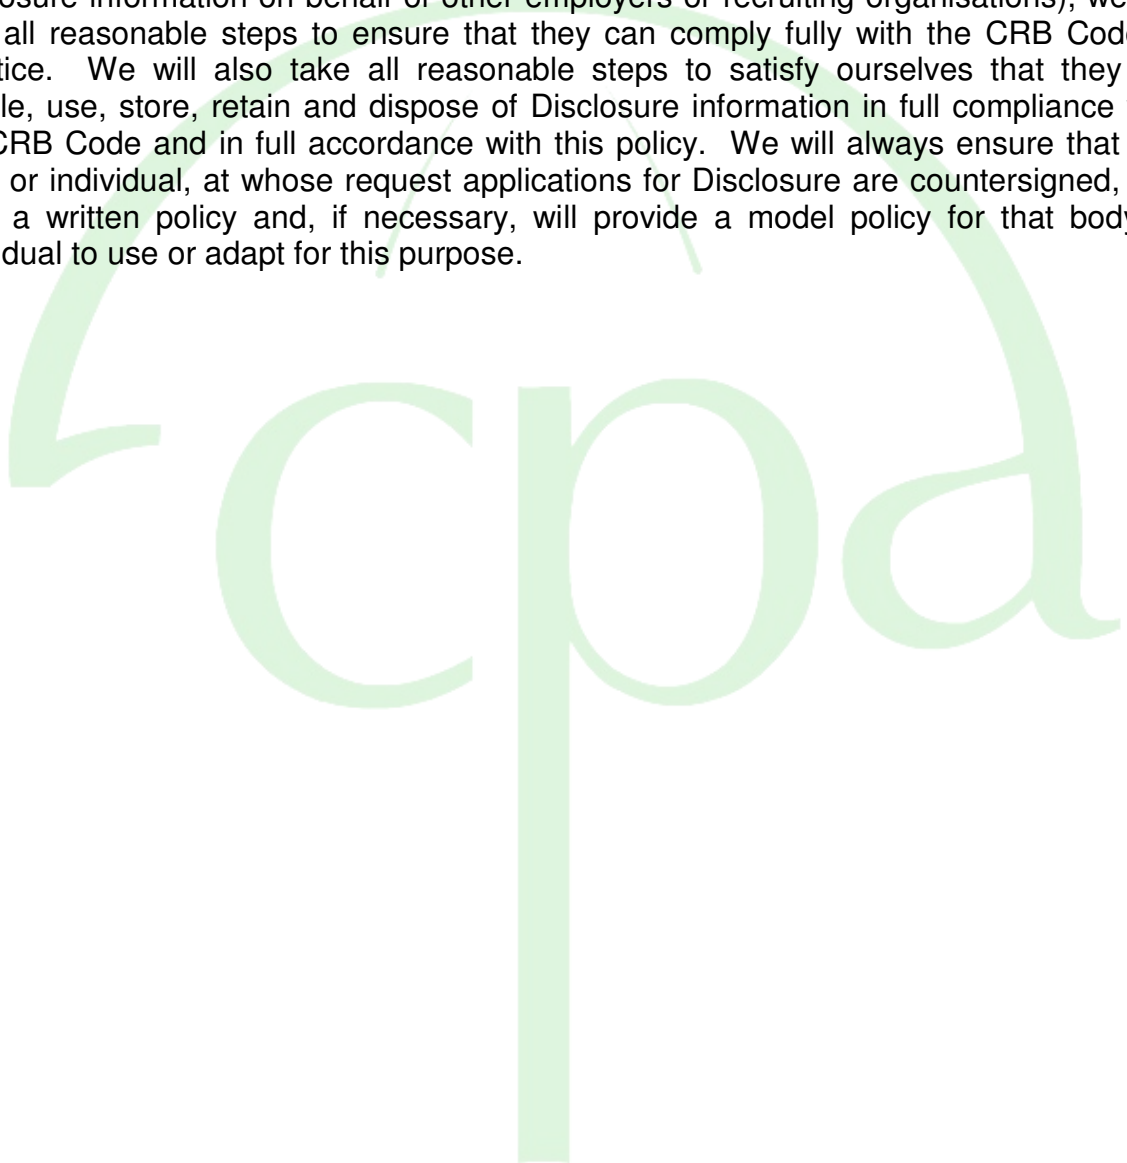 osure information on behalf of other employers or recruiting organisations), we
all reasonable steps to ensure that they can comply fully with the CRB Code
tice. We will also take all reasonable steps to satisfy ourselves that they
le, use, store, retain and dispose of Disclosure information in full compliance
CRB Code and in full accordance with this policy. We will always ensure that
or individual, at whose request applications for Disclosure are countersigned,
a written policy and, if necessary, will provide a model policy for that body
dual to use or adapt for this purpose.
cpa